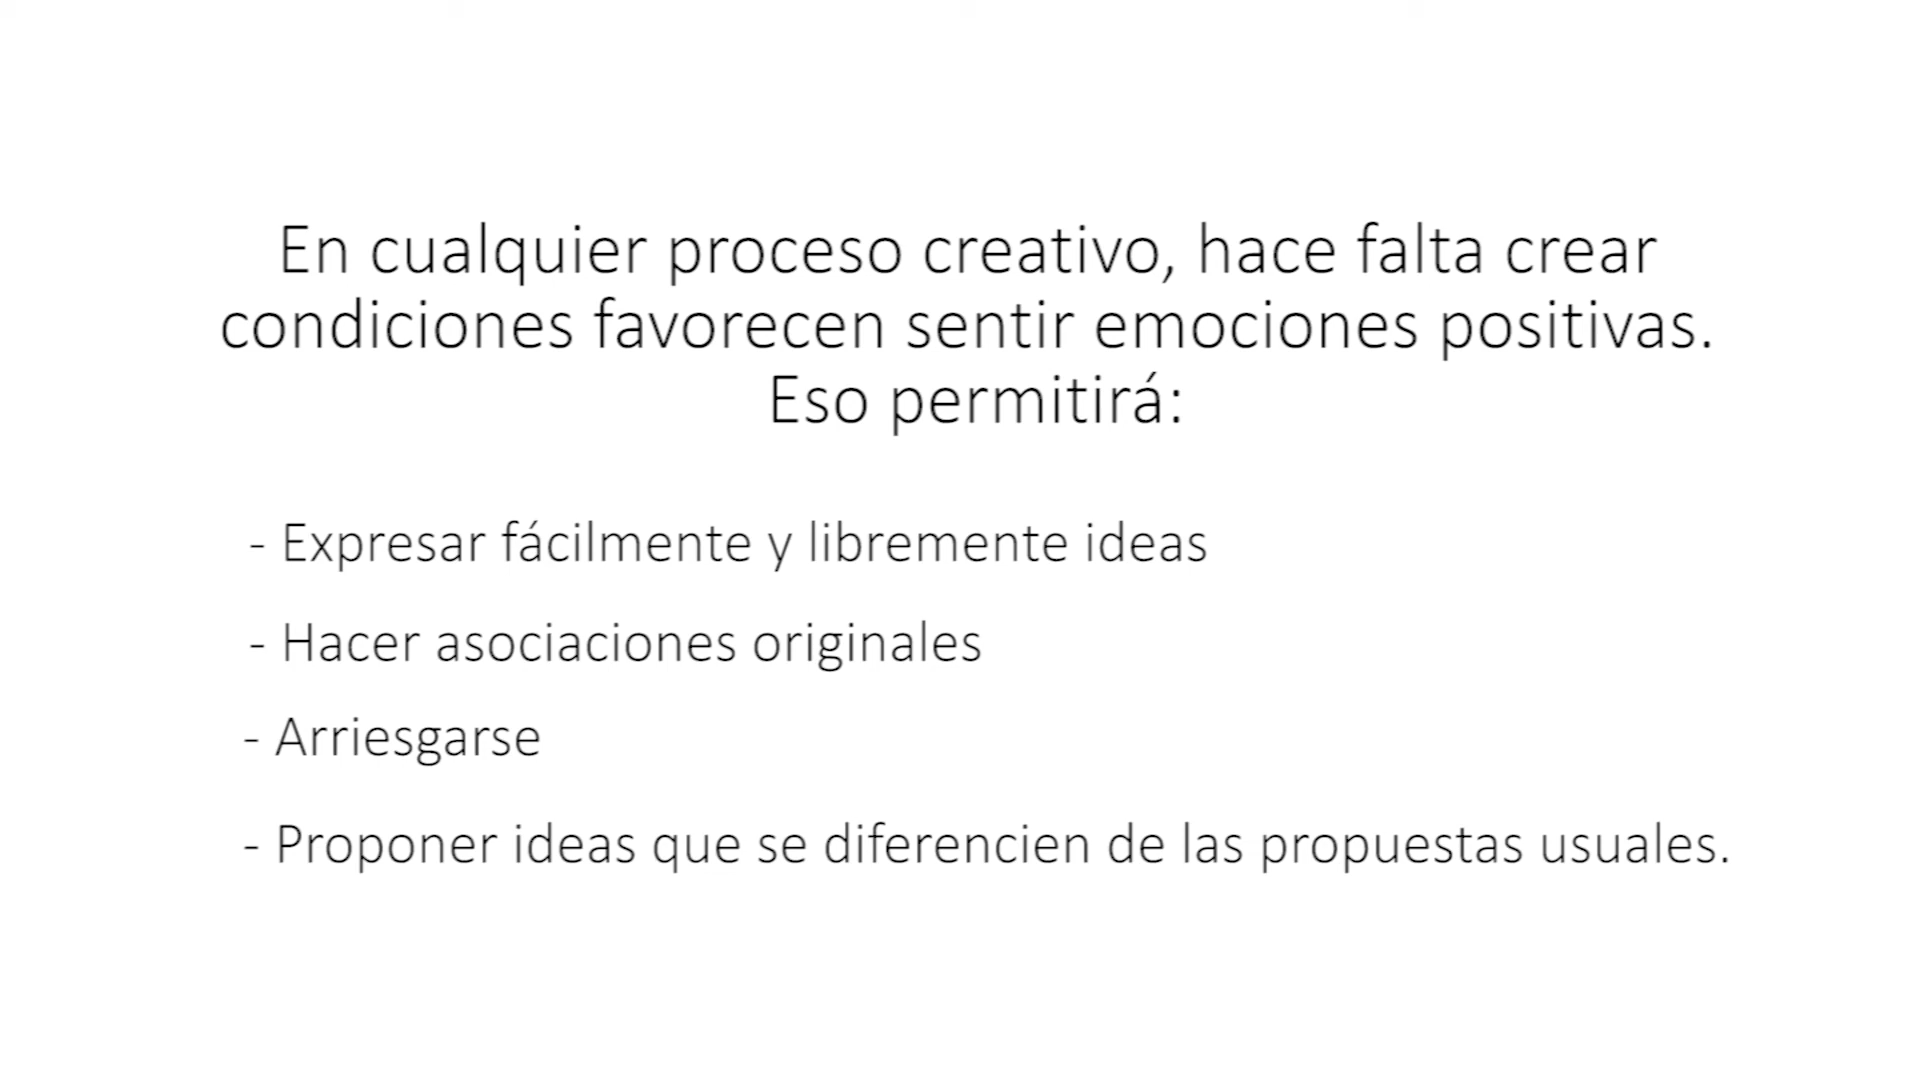 En cualquier proceso creativo, hace falta crear
condiciones favorecen sentir emociones positivas.
Eso permitirá:
- Expresar fácilmente y libremente ideas
- Hacer asociaciones originales
- Arriesgarse
- Proponer ideas que se diferencien de las propuestas usuales.